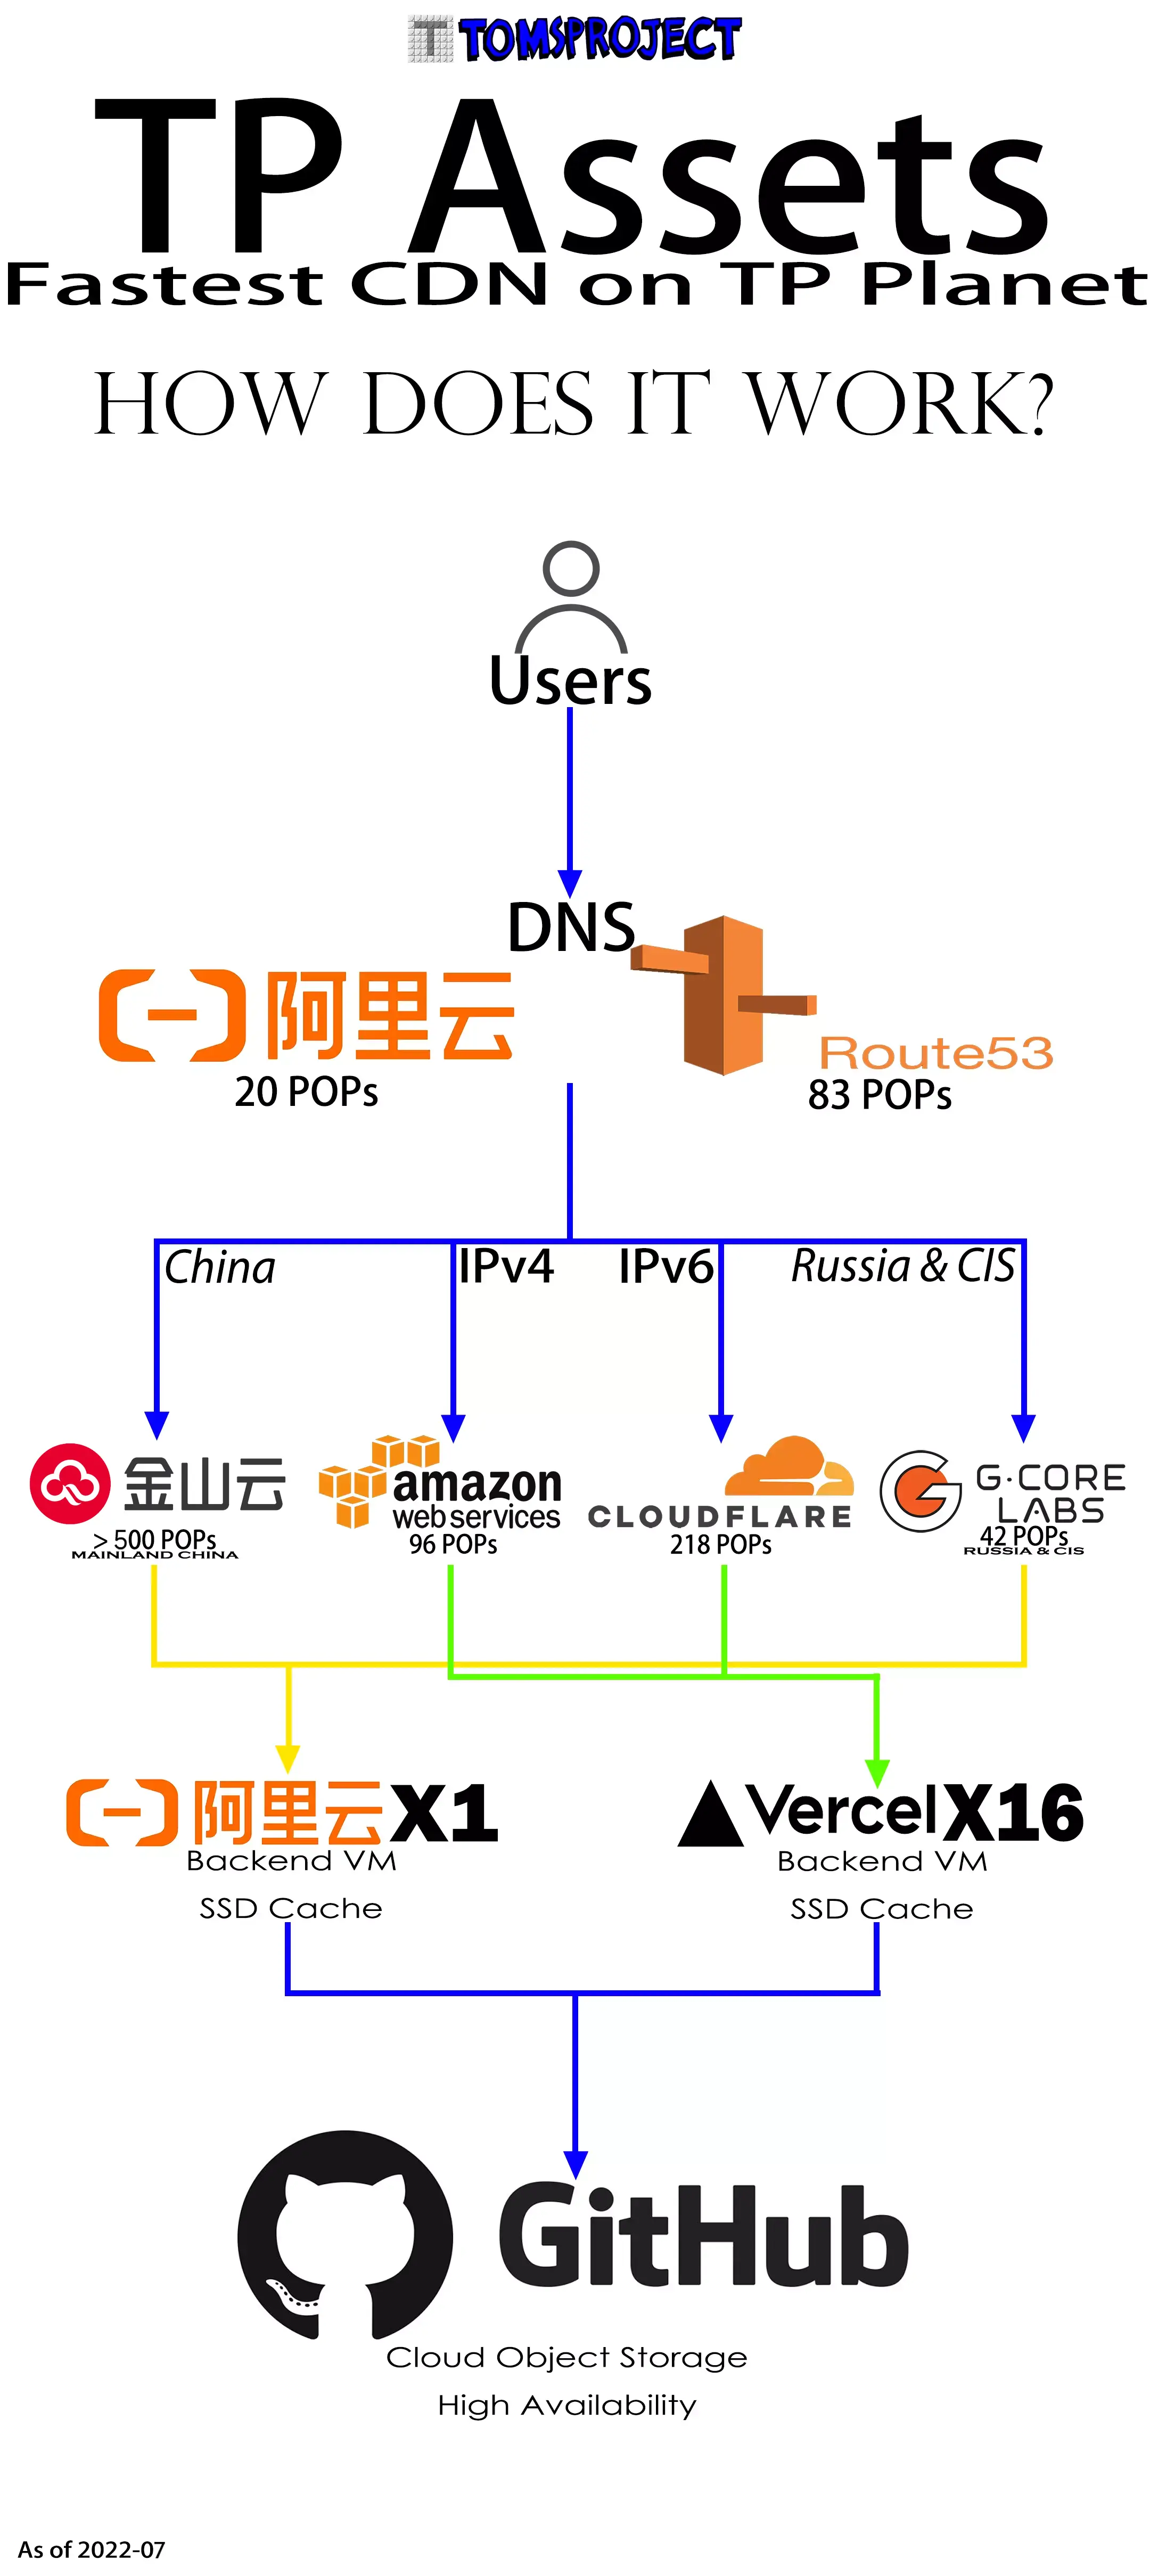 T TOMSPROJECT
TP Assets
Fastest CDN on TP Planet
HOW DOES IT WORK?
Users
DNS
阿里云
Route53
20 POPs
83 POPs
China
IPv4
IPv6
Russia & CIS
金山云
amazon
web services
CLOUDFLARE
G·CORE
LABS
> 500 POPs
MAINLAND CHINA
96 POPs
218 POPs
42 POPs
RUSSIA & CIS
阿里云 X1
Backend VM
SSD Cache
Vercel X16
Backend VM
SSD Cache
GitHub
Cloud Object Storage
High Availability
As of 2022-07